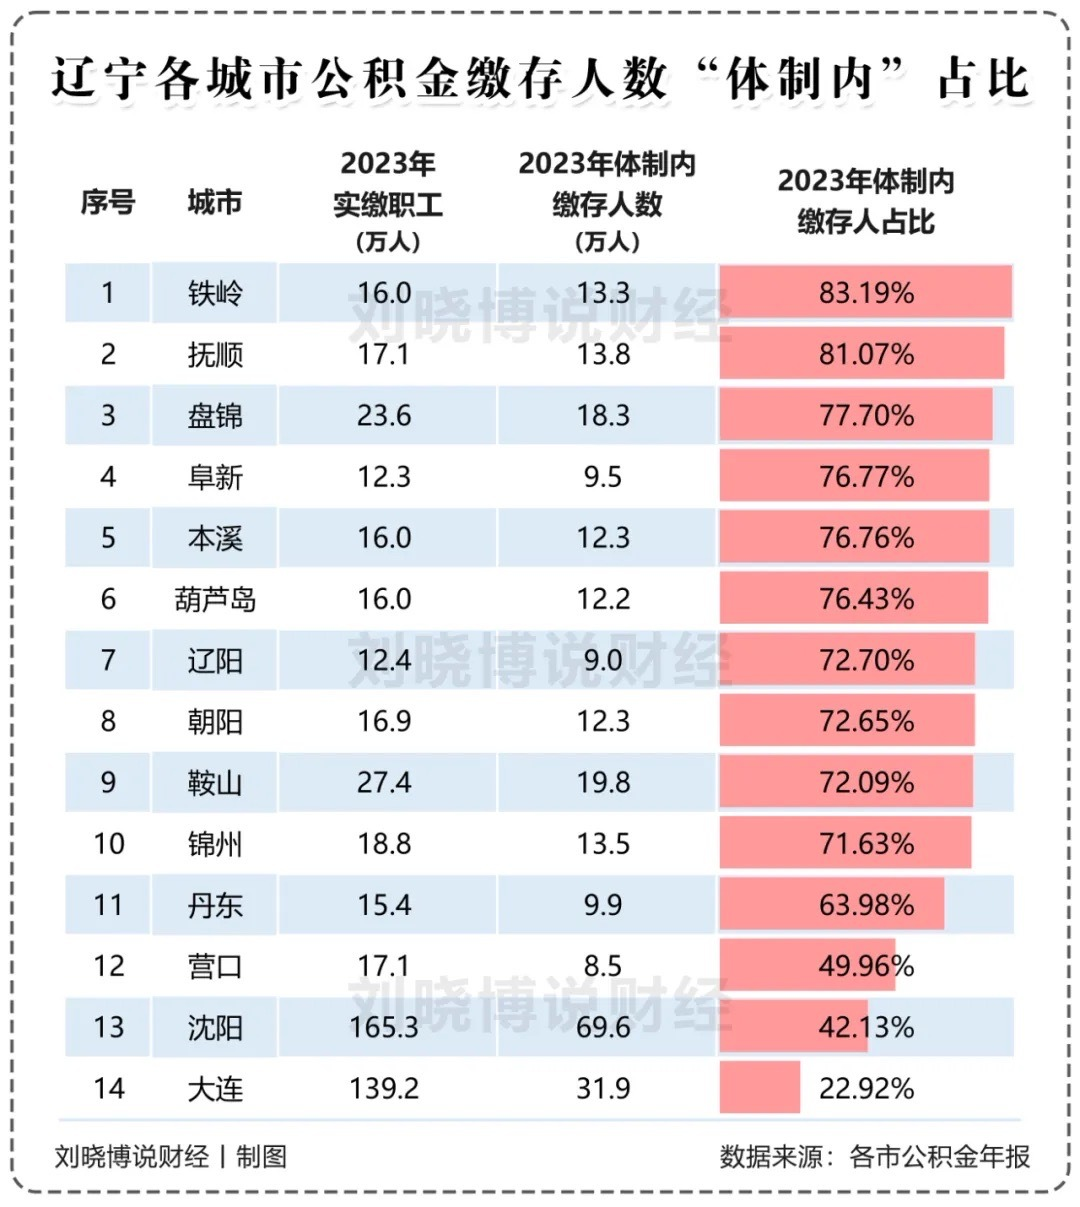 辽宁各城市公积金缴存人数“体制内”占比
序号 城市 2023年实缴职工(万人) 2023年体制内缴存人数(万人) 2023年体制内缴存人占比
1 铁岭 16.0 13.3 83.19%
2 抚顺 17.1 13.8 81.07%
3 盘锦 23.6 18.3 77.70%
4 阜新 12.3 9.5 76.77%
5 本溪 16.0 12.3 76.76%
6 葫芦岛 16.0 12.2 76.43%
7 辽阳 12.4 9.0 72.70%
8 朝阳 16.9 12.3 72.65%
9 鞍山 27.4 19.8 72.09%
10 锦州 18.8 13.5 71.63%
11 丹东 15.4 9.9 63.98%
12 营口 17.1 8.5 49.96%
13 沈阳 165.3 69.6 42.13%
14 大连 139.2 31.9 22.92%
刘晓博说财经
刘晓博说财经
刘晓博说财经
刘晓博说财经丨制图 数据来源：各市公积金年报